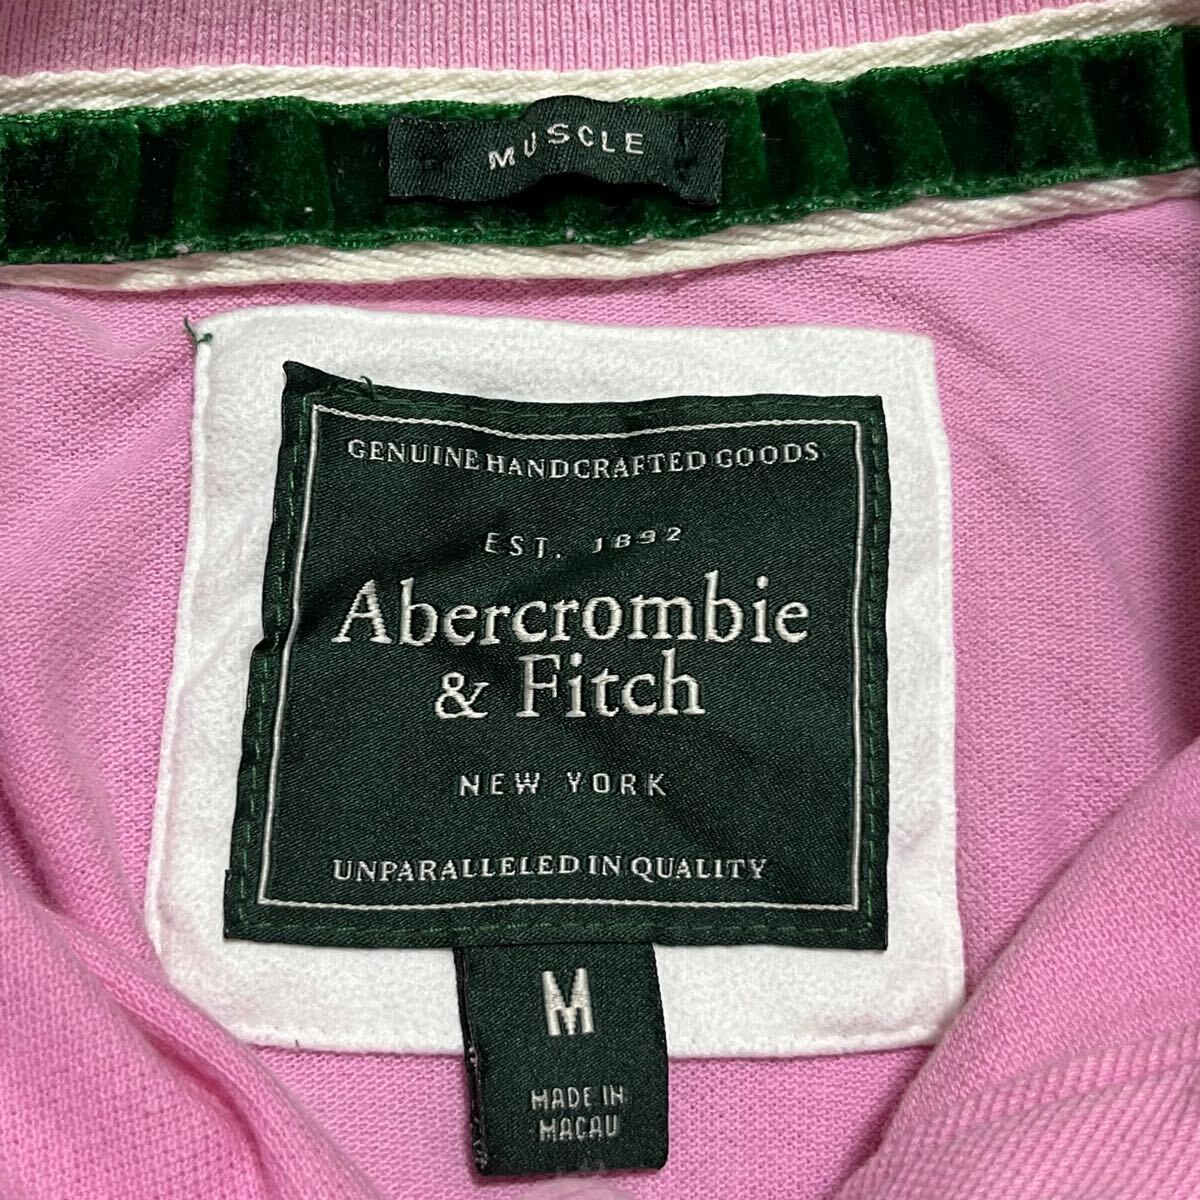 MUSCLE
GENUINE HANDCRAFTED GOODS
EST. 1892
Abercrombie
& Fitch
NEW YORK
UNPARALLELED IN QUALITY
M
MADE IN
MACAU